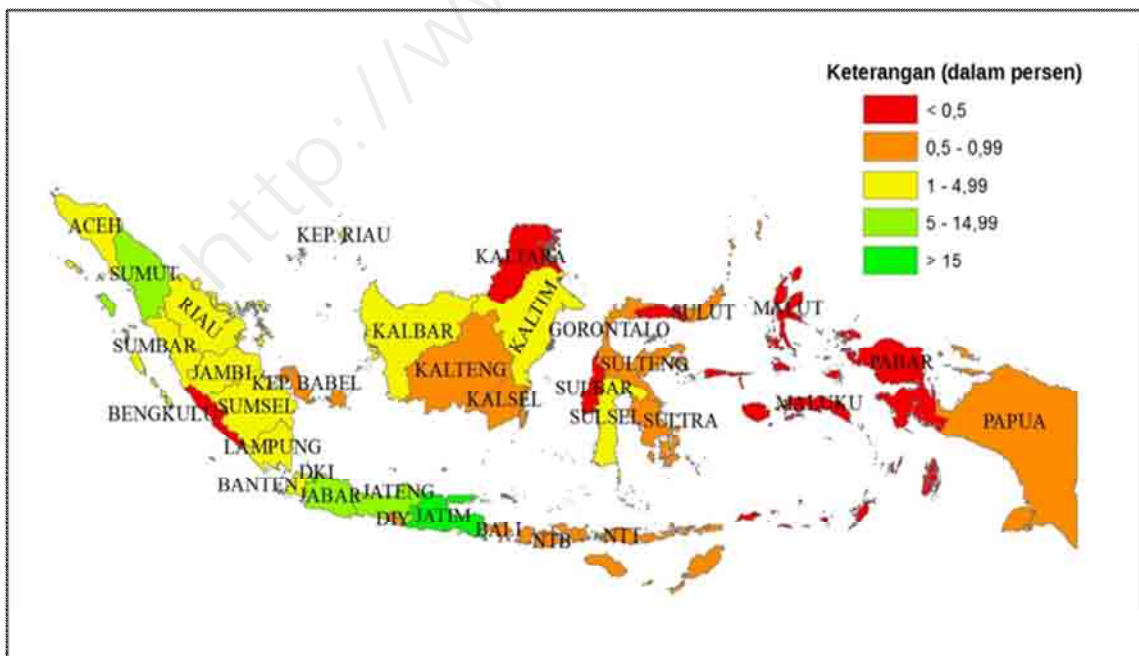 http://w
Keterangan (dalam persen)
< 0,5
0,5 - 0,99
1 - 4,99
5 - 14,99
> 15
ACEH
SUMUT
RIAU
KEP. RIAU
SUMBAR
JAMBI
KEP. BABEL
BENGKULU
SUMSEL
LAMPUNG
BANTEN
DKI
JABAR
JATENG
DIY
JATIM
BALI
NTB
NTT
KALBAR
KALTENG
KALSEL
KALTIM
KALTARA
GORONTALO
SULUT
SULTENG
SULBAR
SULSEL
SULTRA
MALUT
MALUKU
PABAR
PAPUA